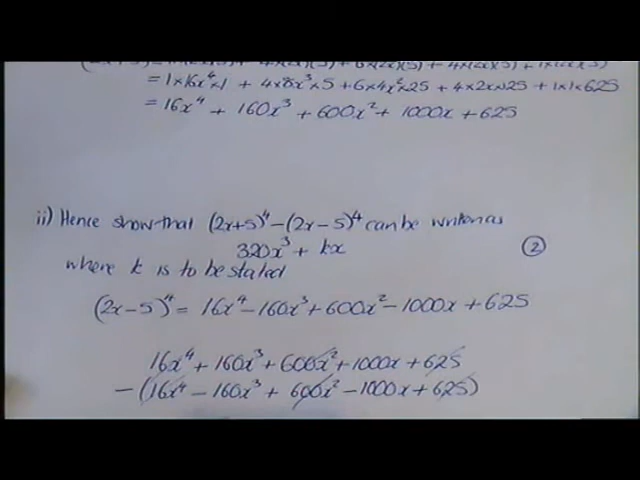 = 1×16x⁴×1 + 4×8x³×5 + 6×4x²×25 + 4×2x×125 + 1×1×625
= 16x⁴ + 160x³ + 600x² + 1000x + 625
ii) Hence show that (2x+5)⁴ - (2x-5)⁴ can be written as
320x³ + kx
②
where k is to be stated
(2x-5)⁴ = 16x⁴ - 160x³ + 600x² - 1000x + 625
16x⁴ + 160x³ + 600x² + 1000x + 625
- (16x⁴ - 160x³ + 600x² - 1000x + 625)